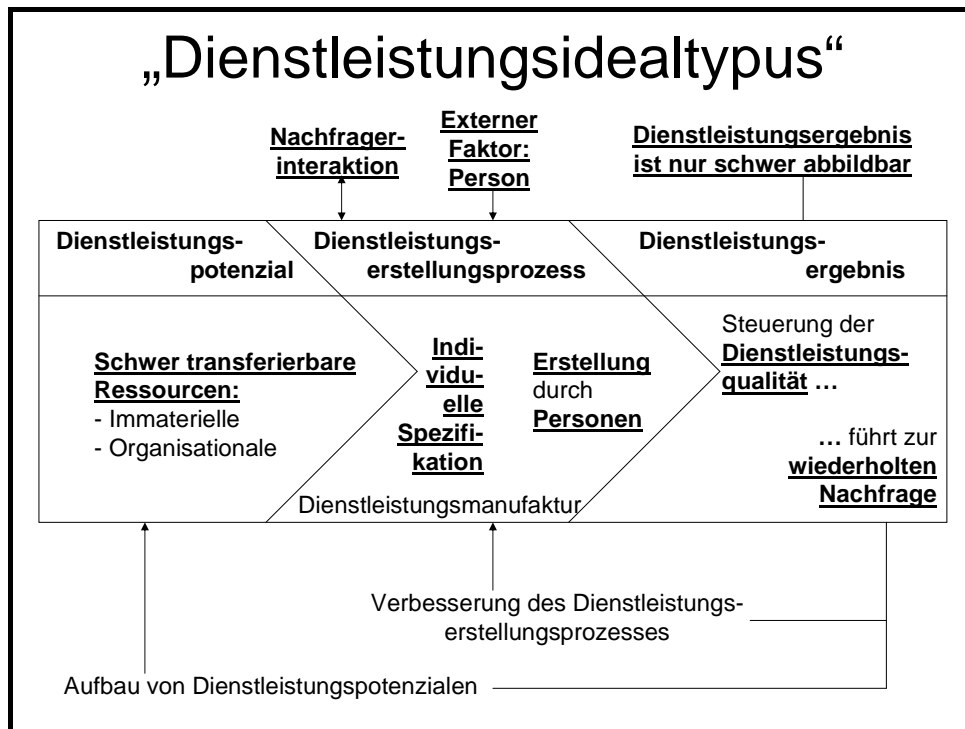 „Dienstleistungsidealtypus“
Nachfrager-
interaktion
Externer
Faktor:
Person
Dienstleistungsergebnis
ist nur schwer abbildbar
Dienstleistungs-
potenzial
Dienstleistungs-
erstellungsprozess
Dienstleistungs-
ergebnis
Schwer transferierbare
Ressourcen:
- Immaterielle
- Organisationale
Indi-
vidu-
elle
Spezifi-
kation
Erstellung
durch
Personen
Dienstleistungsmanufaktur
Steuerung der
Dienstleistungs-
qualität ...
... führt zur
wiederholten
Nachfrage
Verbesserung des Dienstleistungs-
erstellungsprozesses
Aufbau von Dienstleistungspotenzialen